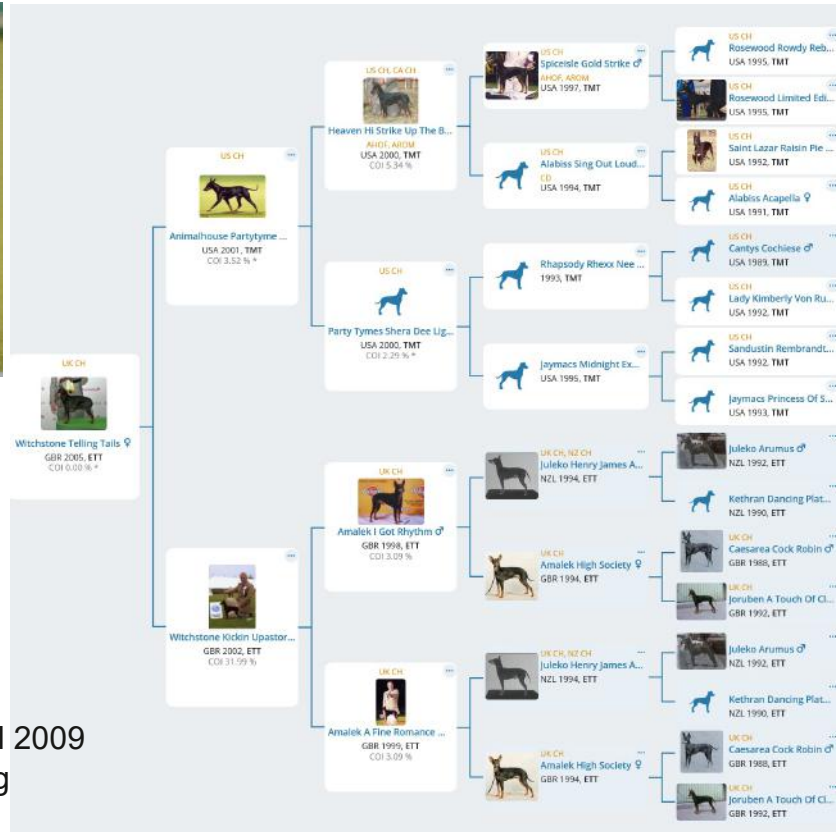 UK CH
Witchstone Telling Tails ♀
GBR 2005, ETT
COI 0.00 % *
l 2009
g
US CH
Animalhouse Partytyme ...
USA 2001, TMT
COI 3.52 % *
Witchstone Kickin Upastor...
GBR 2002, ETT
COI 31.99 %
US CH, CA CH
Heaven Hi Strike Up The B...
AHOF, AROM
USA 2000, TMT
COI 5.34 %
US CH
Party Tymes Shera Dee Lig...
USA 2000, TMT
COI 2.29 % *
UK CH
Amalek I Got Rhythm ♂
GBR 1998, ETT
COI 3.09 %
UK CH
Amalek A Fine Romance ...
GBR 1999, ETT
COI 3.09 %
US CH
Spiceisle Gold Strike ♂
AHOF, AROM
USA 1997, TMT
US CH
Alabiss Sing Out Loud...
CD
USA 1994, TMT
Rhapsody Rhexx Nee ...
1993, TMT
Jaymacs Midnight Ex...
USA 1995, TMT
UK CH, NZ CH
Juleko Henry James A...
NZL 1994, ETT
UK CH
Amalek High Society ♀
GBR 1994, ETT
UK CH, NZ CH
Juleko Henry James A...
NZL 1994, ETT
UK CH
Amalek High Society ♀
GBR 1994, ETT
US CH
Rosewood Rowdy Reb...
USA 1995, TMT
US CH
Rosewood Limited Edi...
USA 1995, TMT
US CH
Saint Lazar Raisin Pie ...
USA 1992, TMT
US CH
Alabiss Acapella ♀
USA 1991, TMT
US CH
Cantys Cochiese ♂
USA 1989, TMT
US CH
Lady Kimberly Von Ru...
USA 1992, TMT
US CH
Sandustin Rembrandt...
USA 1992, TMT
Jaymacs Princess Of S...
USA 1993, TMT
Juleko Arumus ♂
NZL 1992, ETT
Kethran Dancing Plat...
NZL 1990, ETT
UK CH
Caesarea Cock Robin ♂
GBR 1988, ETT
UK CH
Joruben A Touch Of Cl...
GBR 1992, ETT
Juleko Arumus ♂
NZL 1992, ETT
Kethran Dancing Plat...
NZL 1990, ETT
UK CH
Caesarea Cock Robin ♂
GBR 1988, ETT
UK CH
Joruben A Touch Of Cl...
GBR 1992, ETT